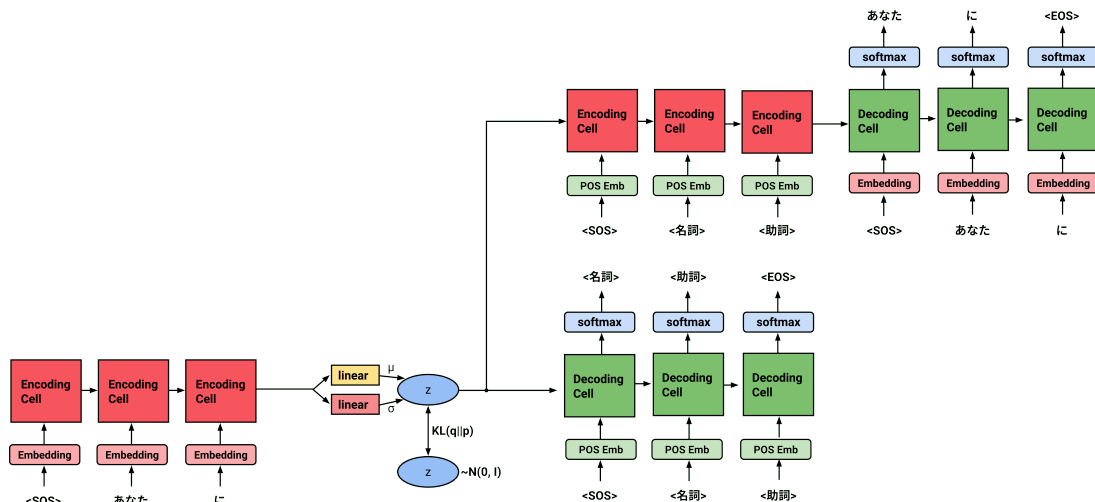 あなた に <EOS>
softmax softmax softmax
Encoding Cell Encoding Cell Encoding Cell Decoding Cell Decoding Cell Decoding Cell
POS Emb POS Emb POS Emb Embedding Embedding Embedding
<SOS> <名詞> <助詞> <SOS> あなた に
<名詞> <助詞> <EOS>
softmax softmax softmax
Encoding Cell Encoding Cell Encoding Cell
linear μ
linear σ
z
Decoding Cell Decoding Cell Decoding Cell
KL(q||p)
Embedding Embedding Embedding
POS Emb POS Emb POS Emb
z ~N(0, I)
<SOS> あなた に
<SOS> <名詞> <助詞>